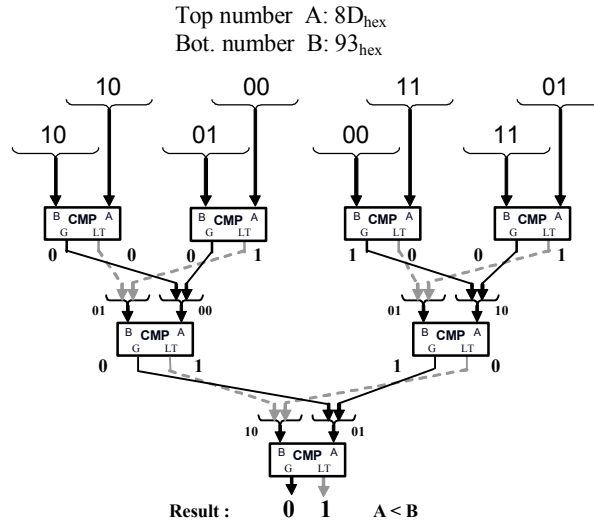 Top number A: 8Dhex
Bot. number B: 93hex
10 00 11 01
10 01 00 11
B CMP A B CMP A B CMP A B CMP A
G LT G LT G LT G LT
0 0 0 1 1 0 0 1
01 00 01 10
B CMP A B CMP A
G LT G LT
0 1 1 0
10 01
B CMP A
G LT
Result : 0 1 A < B